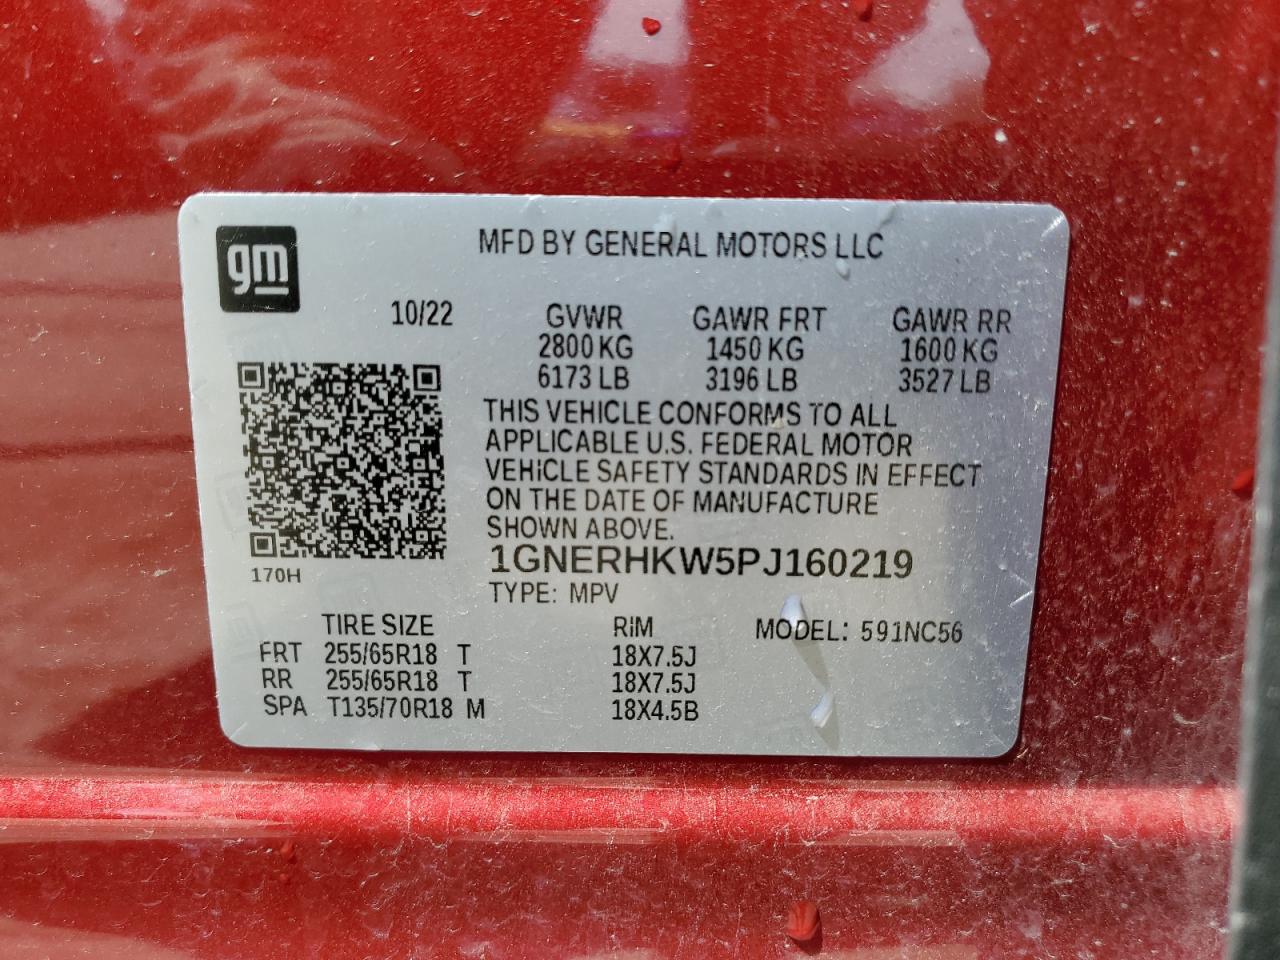 gm
MFD BY GENERAL MOTORS LLC
10/22 GVWR GAWR FRT GAWR RR
2800 KG 1450 KG 1600 KG
6173 LB 3196 LB 3527 LB
THIS VEHICLE CONFORMS TO ALL
APPLICABLE U.S. FEDERAL MOTOR
VEHICLE SAFETY STANDARDS IN EFFECT
ON THE DATE OF MANUFACTURE
SHOWN ABOVE.
1GNERHKW5PJ160219
170H
TYPE: MPV
TIRE SIZE RIM MODEL: 591NC56
FRT 255/65R18 T 18X7.5J
RR 255/65R18 T 18X7.5J
SPA T135/70R18 M 18X4.5B